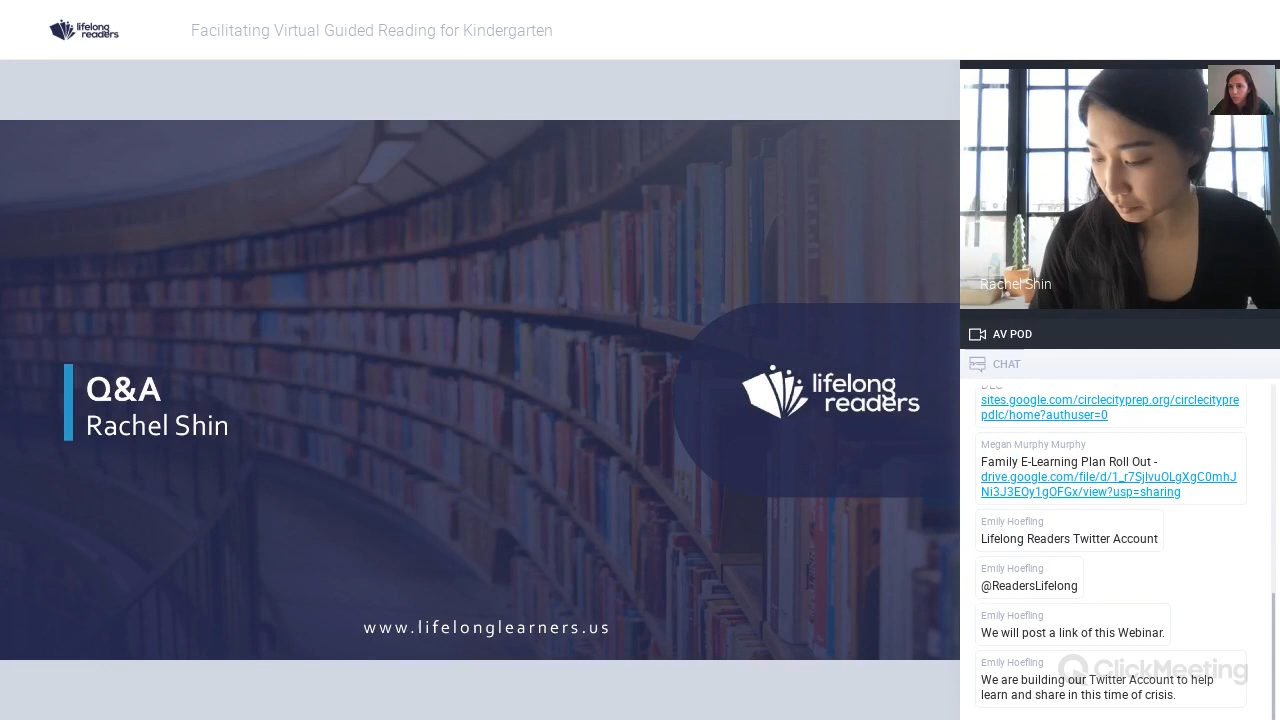 lifelong
readers
Facilitating Virtual Guided Reading for Kindergarten
Q&A
Rachel Shin
lifelong
readers
www.lifelonglearners.us
Rachel Shin
AV POD
CHAT
sites.google.com/circlecityprep.org/circlecitypre
pdlc/home?authuser=0
Megan Murphy Murphy
Family E-Learning Plan Roll Out -
drive.google.com/file/d/1_r7SjIvuOLgXgC0mhJ
Ni3J3EOy1gOFGx/view?usp=sharing
Emily Hoefling
Lifelong Readers Twitter Account
Emily Hoefling
@ReadersLifelong
Emily Hoefling
We will post a link of this Webinar.
Emily Hoefling
We are building our Twitter Account to help
learn and share in this time of crisis.
ClickMeeting